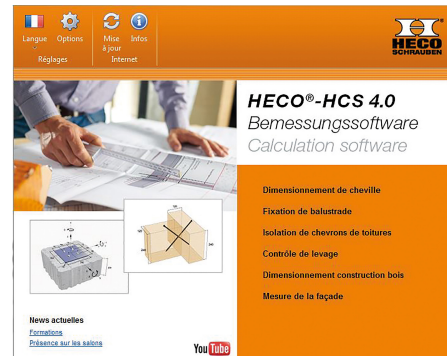 Langue Options Mise à jour Infos
Réglages Internet
HECO
SCHRAUBEN
HECO®-HCS 4.0
Bemessungssoftware
Calculation software
Dimensionnement de cheville
Fixation de balustrade
Isolation de chevrons de toitures
Contrôle de levage
Dimensionnement construction bois
Mesure de la façade
News actuelles
Formations
Présence sur les salons
YouTube